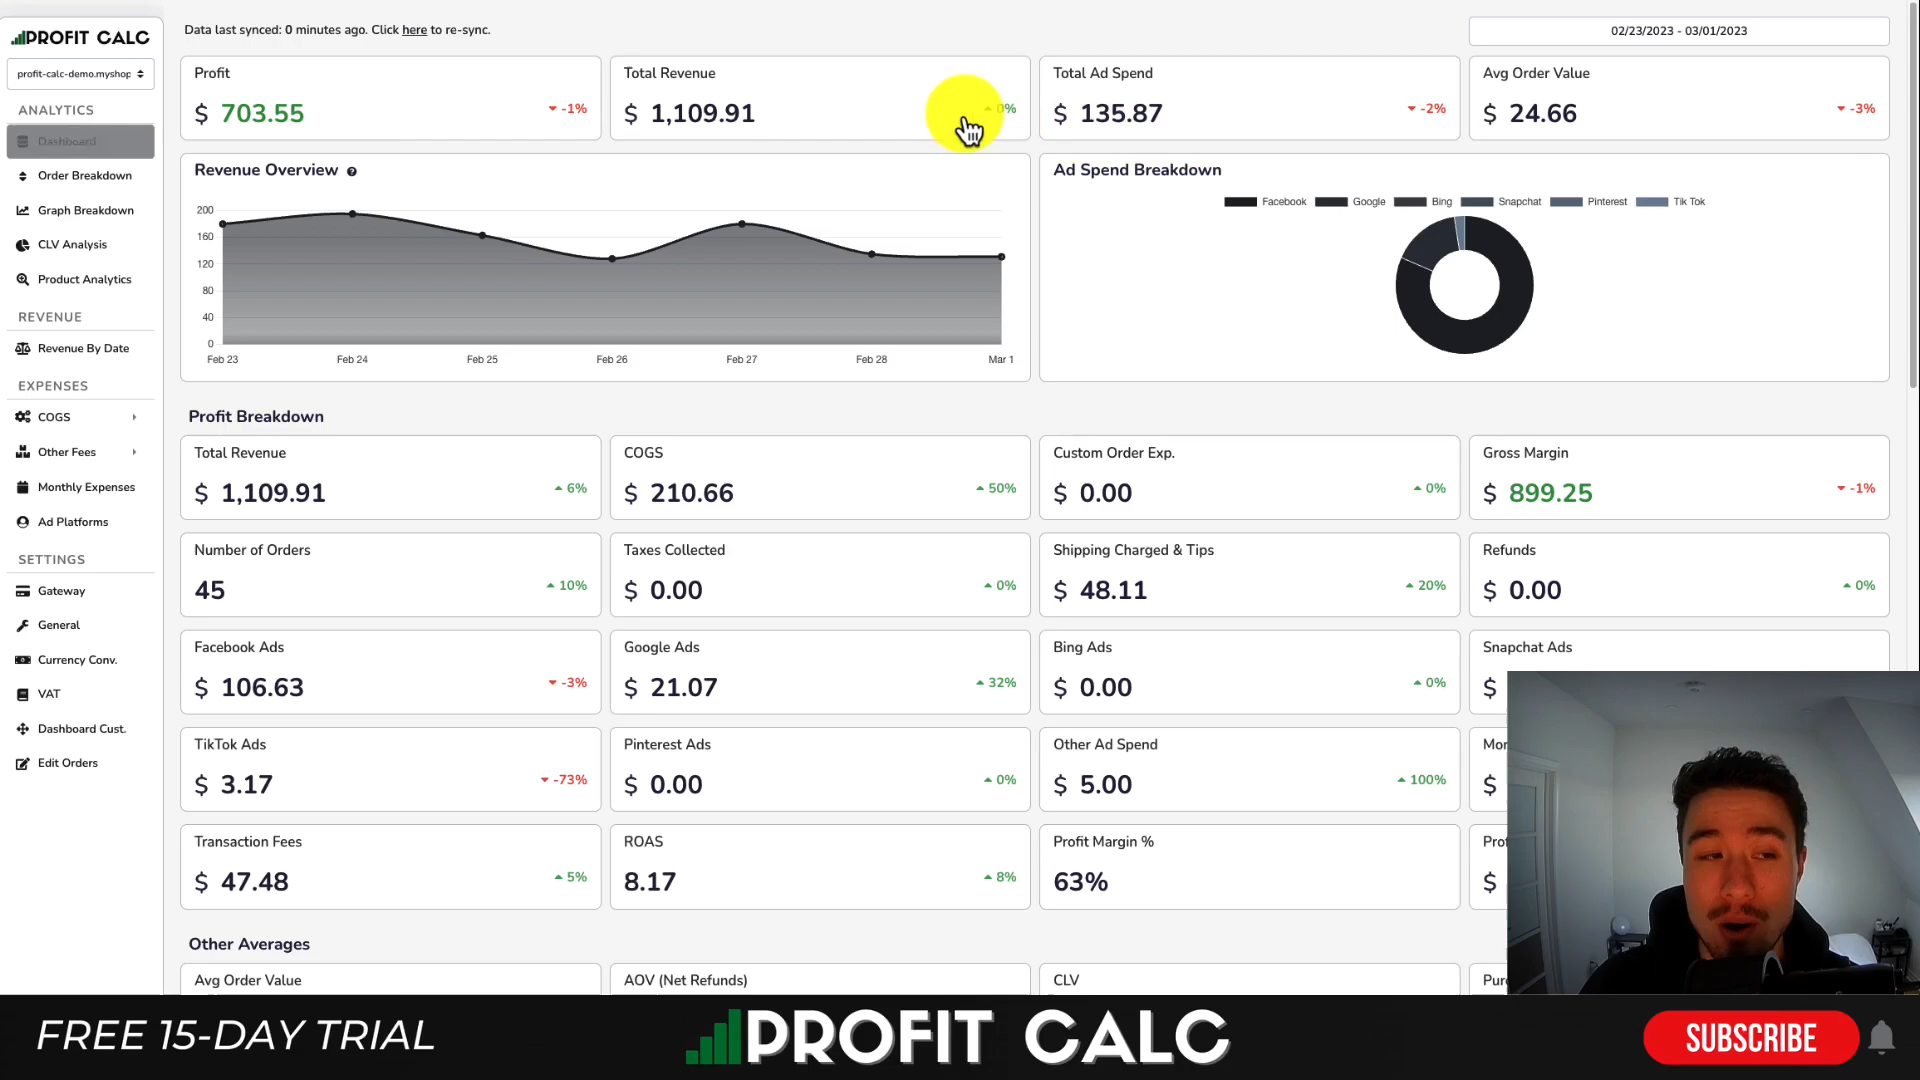 PROFIT CALC
profit-calc-demo.myshop
ANALYTICS
Dashboard
Order Breakdown
Graph Breakdown
CLV Analysis
Product Analytics
REVENUE
Revenue By Date
EXPENSES
COGS
Other Fees
Monthly Expenses
Ad Platforms
SETTINGS
Gateway
General
Currency Conv.
VAT
Dashboard Cust.
Edit Orders
Data last synced: 0 minutes ago. Click here to re-sync.
02/23/2023 - 03/01/2023
Profit
$ 703.55
-1%
Total Revenue
$ 1,109.91
0%
Total Ad Spend
$ 135.87
-2%
Avg Order Value
$ 24.66
-3%
Revenue Overview
200
160
120
80
40
0
Feb 23 Feb 24 Feb 25 Feb 26 Feb 27 Feb 28 Mar 1
Ad Spend Breakdown
Facebook Google Bing Snapchat Pinterest Tik Tok
Profit Breakdown
Total Revenue
$ 1,109.91
6%
COGS
$ 210.66
50%
Custom Order Exp.
$ 0.00
0%
Gross Margin
$ 899.25
-1%
Number of Orders
45
10%
Taxes Collected
$ 0.00
0%
Shipping Charged & Tips
$ 48.11
20%
Refunds
$ 0.00
0%
Facebook Ads
$ 106.63
-3%
Google Ads
$ 21.07
32%
Bing Ads
$ 0.00
0%
Snapchat Ads
$
TikTok Ads
$ 3.17
-73%
Pinterest Ads
$ 0.00
0%
Other Ad Spend
$ 5.00
100%
$
Transaction Fees
$ 47.48
5%
ROAS
8.17
8%
Profit Margin %
63%
$
Other Averages
Avg Order Value
AOV (Net Refunds)
CLV
FREE 15-DAY TRIAL
PROFIT CALC
SUBSCRIBE